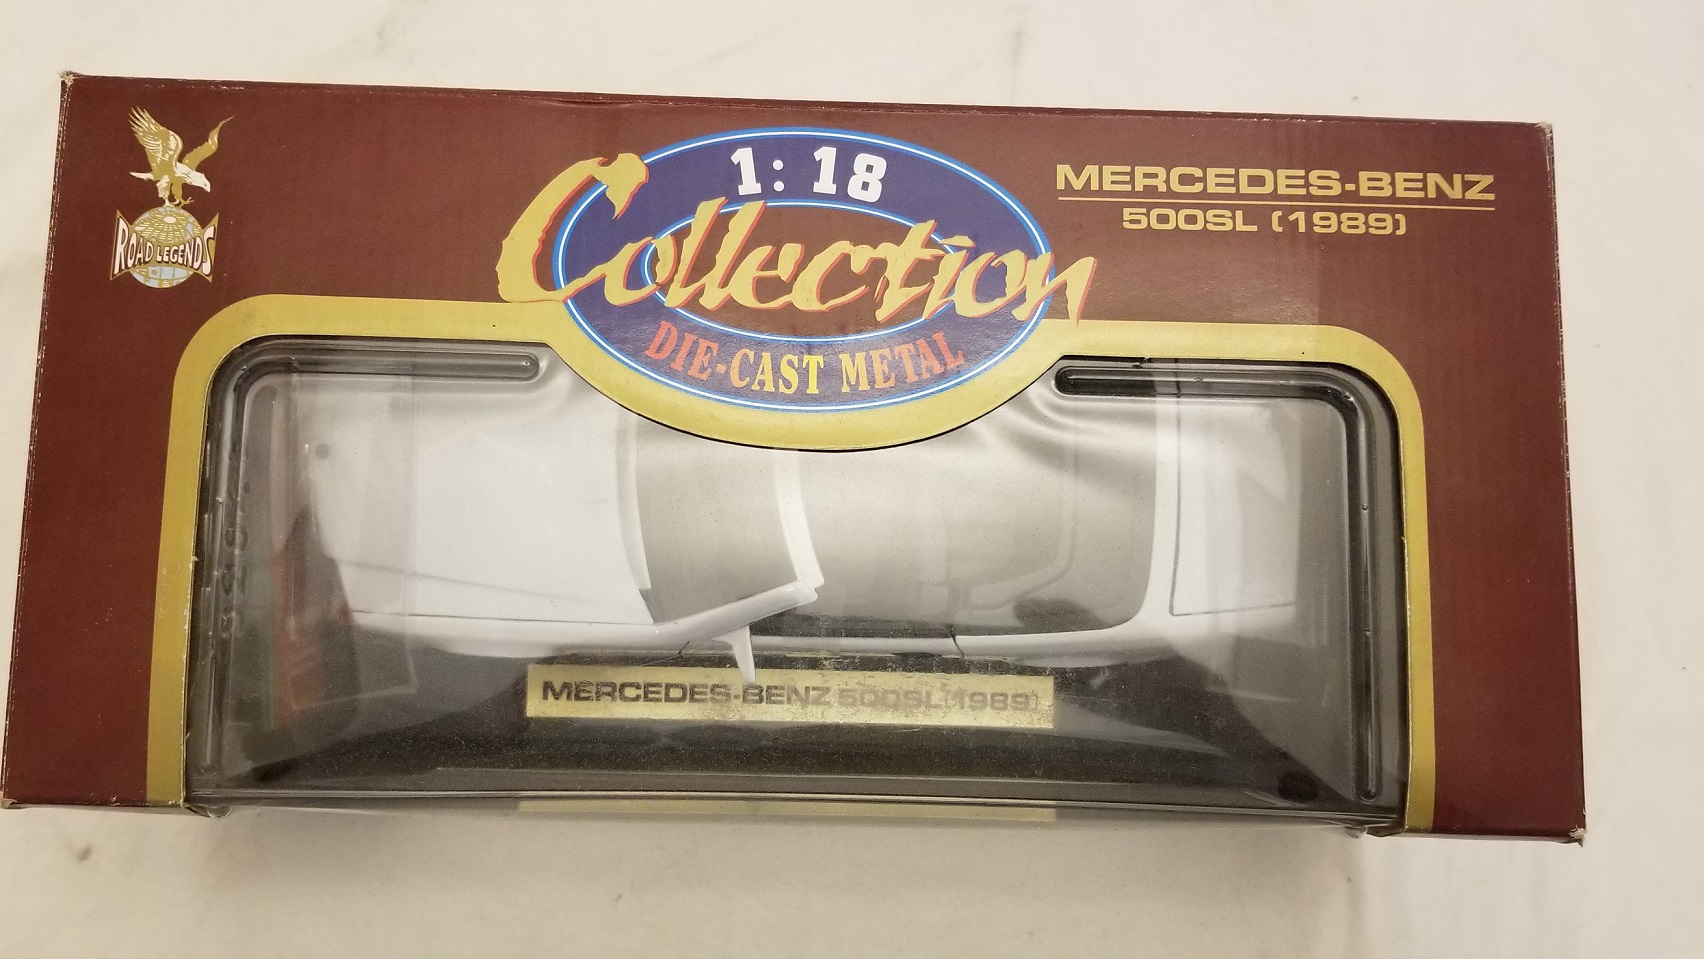 ROAD LEGENDS
1:18
Collection
DIE-CAST METAL
MERCEDES-BENZ
500SL (1989)
MERCEDES-BENZ 500SL(1989)